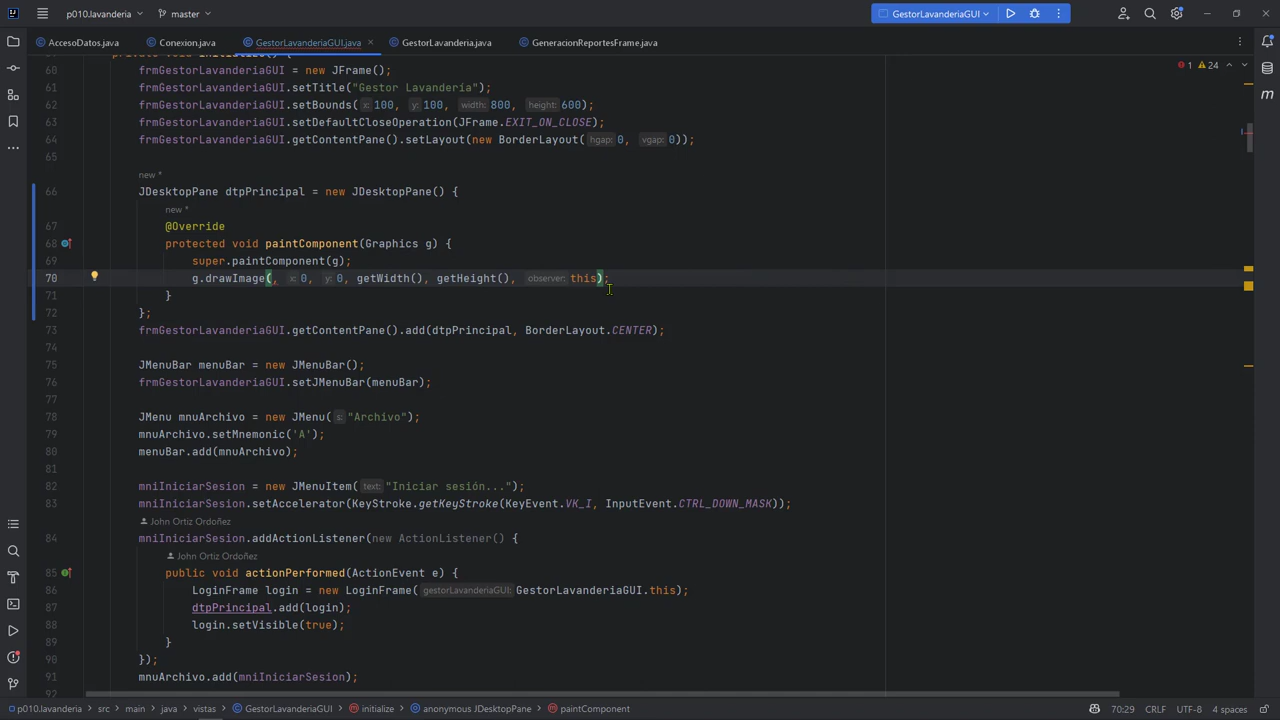 p010.lavanderia master GestorLavanderiaGUI
AccesoDatos.java Conexion.java GestorLavanderiaGUI.java GestorLavanderia.java GeneracionReportesFrame.java
1 24
60 frmGestorLavanderiaGUI = new JFrame();
61 frmGestorLavanderiaGUI.setTitle("Gestor Lavandería");
62 frmGestorLavanderiaGUI.setBounds( x: 100, y: 100, width: 800, height: 600);
63 frmGestorLavanderiaGUI.setDefaultCloseOperation(JFrame.EXIT_ON_CLOSE);
64 frmGestorLavanderiaGUI.getContentPane().setLayout(new BorderLayout( hgap: 0, vgap: 0));
65
new *
66 JDesktopPane dtpPrincipal = new JDesktopPane() {
new *
67 @Override
68 protected void paintComponent(Graphics g) {
69 super.paintComponent(g);
70 g.drawImage(, x: 0, y: 0, getWidth(), getHeight(), observer: this);
71 }
72 };
73 frmGestorLavanderiaGUI.getContentPane().add(dtpPrincipal, BorderLayout.CENTER);
74
75 JMenuBar menuBar = new JMenuBar();
76 frmGestorLavanderiaGUI.setJMenuBar(menuBar);
77
78 JMenu mnuArchivo = new JMenu( s: "Archivo");
79 mnuArchivo.setMnemonic('A');
80 menuBar.add(mnuArchivo);
81
82 mniIniciarSesion = new JMenuItem( text: "Iniciar sesión...");
83 mniIniciarSesion.setAccelerator(KeyStroke.getKeyStroke(KeyEvent.VK_I, InputEvent.CTRL_DOWN_MASK));
John Ortiz Ordoñez
84 mniIniciarSesion.addActionListener(new ActionListener() {
John Ortiz Ordoñez
85 public void actionPerformed(ActionEvent e) {
86 LoginFrame login = new LoginFrame( gestorLavanderiaGUI: GestorLavanderiaGUI.this);
87 dtpPrincipal.add(login);
88 login.setVisible(true);
89 }
90 });
91 mnuArchivo.add(mniIniciarSesion);
92
p010.lavanderia > src > main > java > vistas > GestorLavanderiaGUI > initialize > anonymous JDesktopPane > paintComponent 70:29 CRLF UTF-8 4 spaces